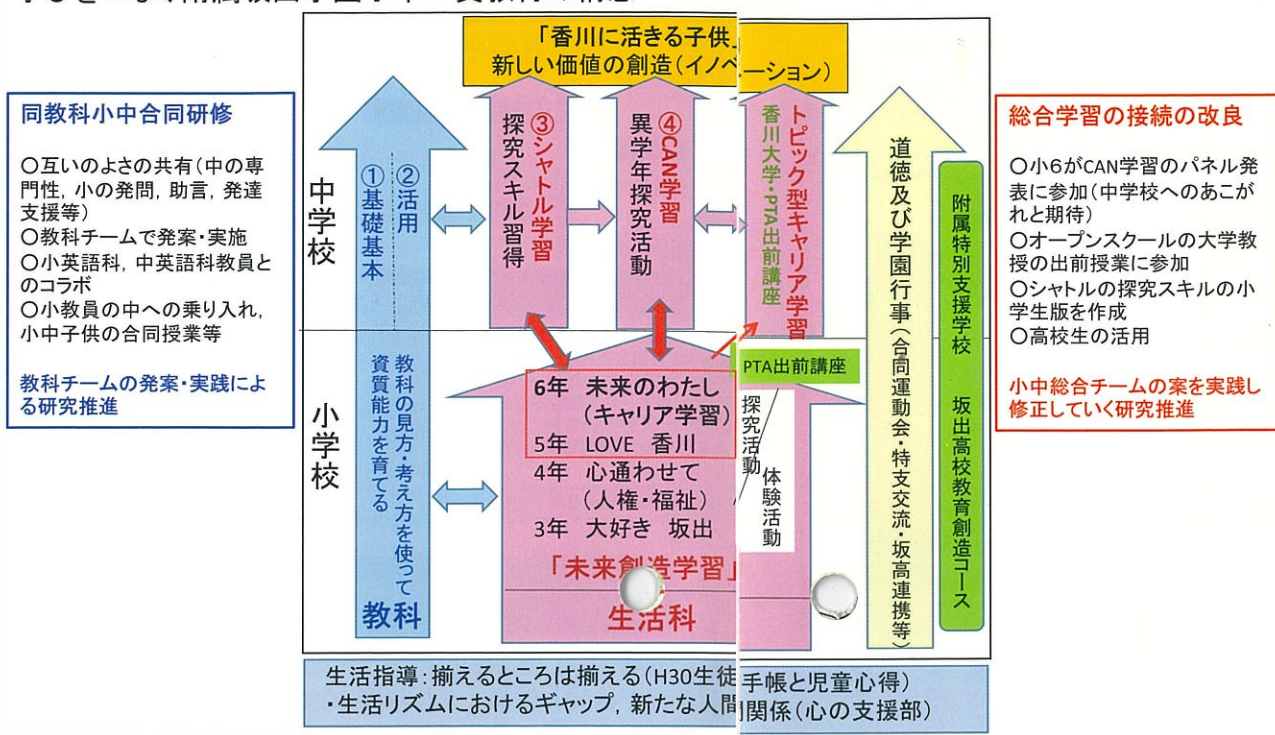 「香川に活きる子供」
新しい価値の創造(イノベーション)
同教科小中合同研修
○互いのよさの共有(中の専
門性, 小の発問, 助言, 発達
支援等)
○教科チームで発案・実施
○小英語科, 中英語科教員と
のコラボ
○小教員の中への乗り入れ,
小中子供の合同授業等
教科チームの発案・実践によ
る研究推進
中学校
①基礎基本
②活用
③シャトル学習
探究スキル習得
④CAN学習
異学年探究活動
トピック型キャリア学習
香川大学・PTA出前講座
小学校
教科の見方・考え方を使って
資質能力を育てる
教科
6年 未来のわたし
(キャリア学習)
5年 LOVE 香川
4年 心通わせて
(人権・福祉)
3年 大好き 坂出
「未来創造学習」
生活科
PTA出前講座
探究活動
体験活動
道徳及び学園行事(合同運動会・特支交流・坂高連携等)
附属特別支援学校 坂出高校教育創造コース
総合学習の接続の改良
○小6がCAN学習のパネル発
表に参加(中学校へのあこが
れと期待)
○オープンスクールの大学教
授の出前授業に参加
○シャトルの探究スキルの小
学生版を作成
○高校生の活用
小中総合チームの案を実践し
修正していく研究推進
生活指導:揃えるところは揃える(H30生徒手帳と児童心得)
・生活リズムにおけるギャップ, 新たな人間関係(心の支援部)